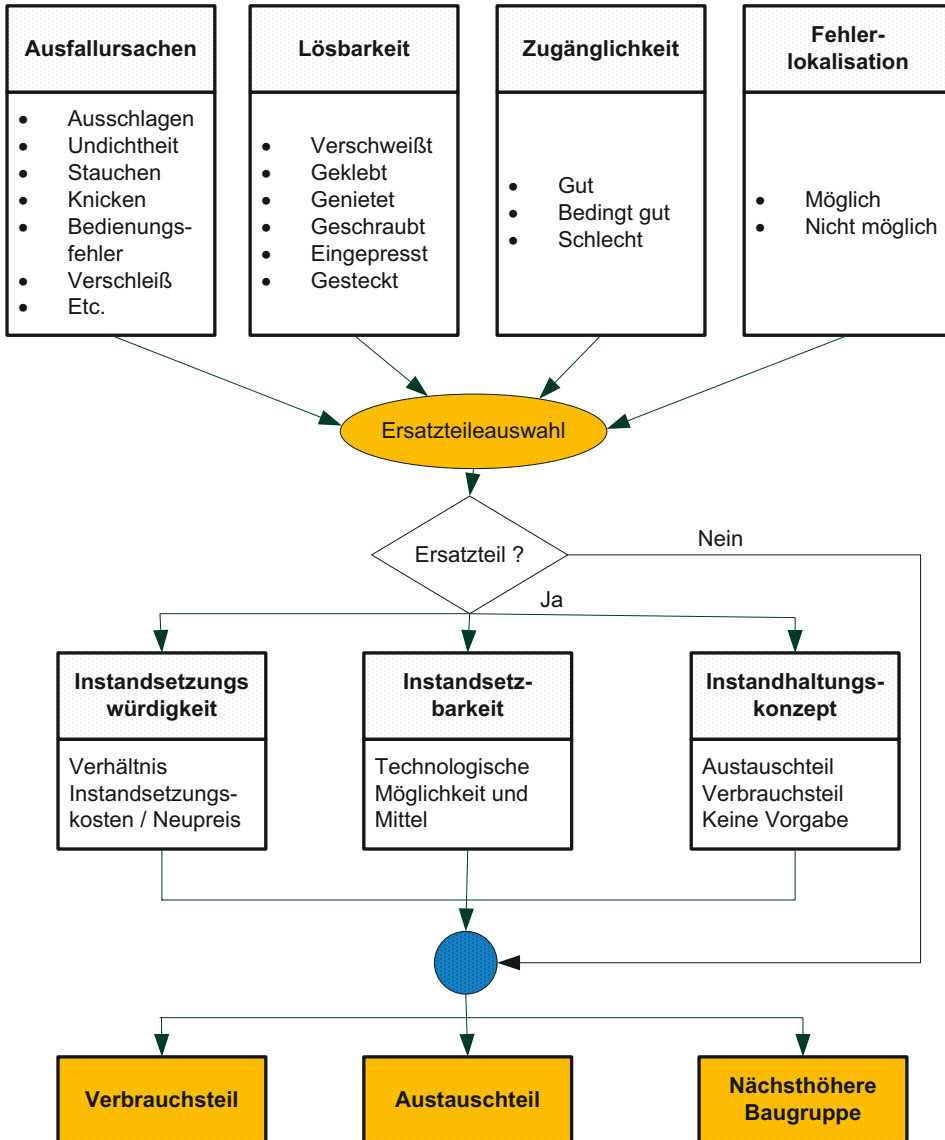 Ausfallursachen
• Ausschlagen
• Undichtheit
• Stauchen
• Knicken
• Bedienungs-
fehler
• Verschleiß
• Etc.
Lösbarkeit
• Verschweißt
• Geklebt
• Genietet
• Geschraubt
• Eingepresst
• Gesteckt
Zugänglichkeit
• Gut
• Bedingt gut
• Schlecht
Fehler-
lokalisation
• Möglich
• Nicht möglich
Ersatzteileauswahl
Ersatzteil ?
Nein
Ja
Instandsetzungs
würdigkeit
Verhältnis
Instandsetzungs-
kosten / Neupreis
Instandsetz-
barkeit
Technologische
Möglichkeit und
Mittel
Instandhaltungs-
konzept
Austauschteil
Verbrauchsteil
Keine Vorgabe
Verbrauchsteil
Austauschteil
Nächsthöhere
Baugruppe